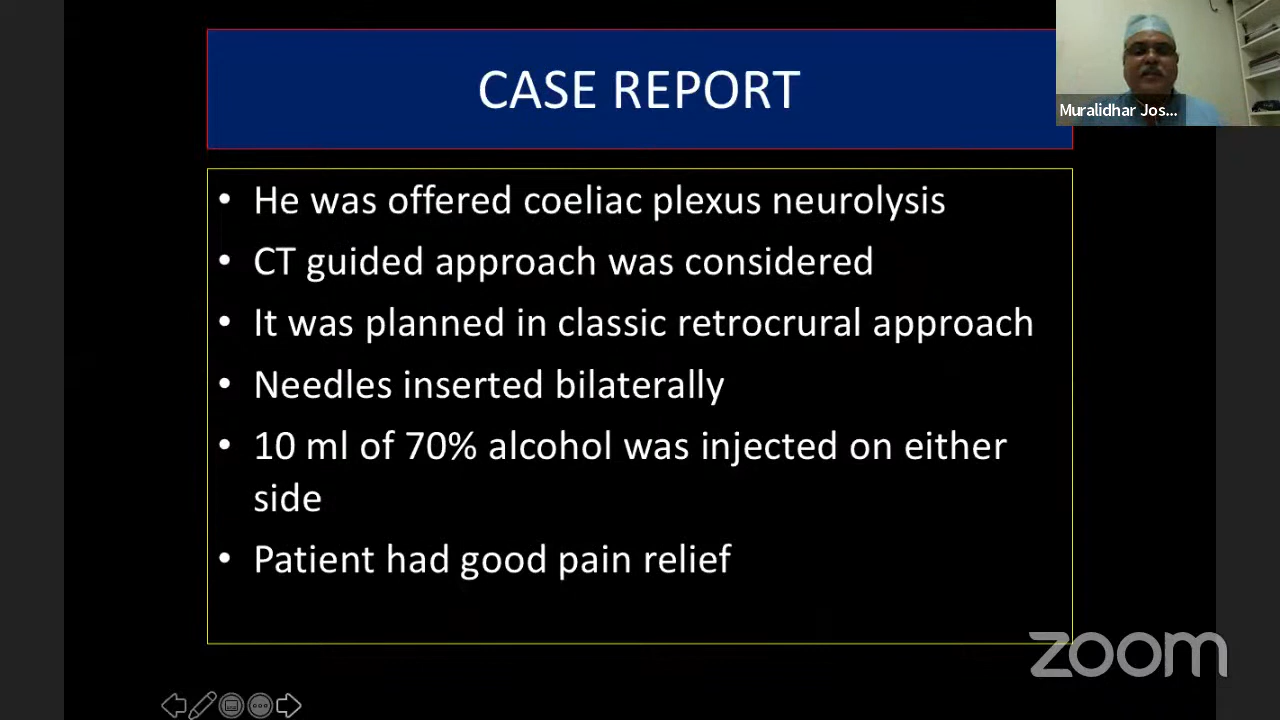 CASE REPORT
Muralidhar Jos...
• He was offered coeliac plexus neurolysis
• CT guided approach was considered
• It was planned in classic retrocrural approach
• Needles inserted bilaterally
• 10 ml of 70% alcohol was injected on either
side
• Patient had good pain relief
zoom